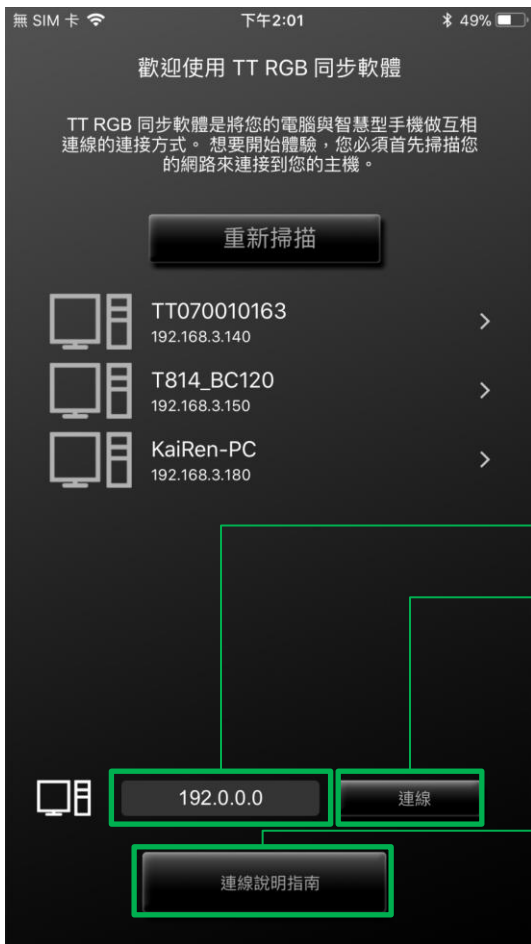 無 SIM 卡 下午2:01 49%
歡迎使用 TT RGB 同步軟體
TT RGB 同步軟體是將您的電腦與智慧型手機做互相
連線的連接方式。 想要開始體驗，您必須首先掃描您
的網路來連接到您的主機。
重新掃描
TT070010163
192.168.3.140
T814_BC120
192.168.3.150
KaiRen-PC
192.168.3.180
192.0.0.0 連線
連線說明指南